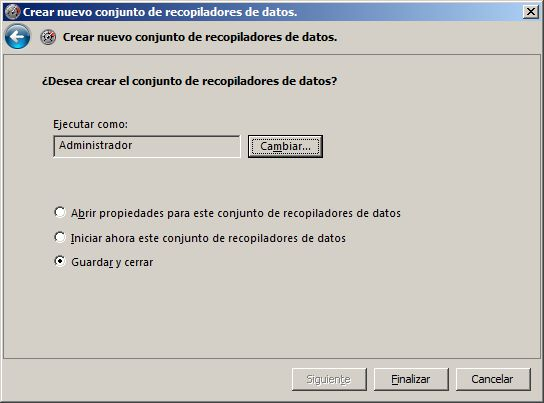 Crear nuevo conjunto de recopiladores de datos.
Crear nuevo conjunto de recopiladores de datos.
¿Desea crear el conjunto de recopiladores de datos?
Ejecutar como:
Administrador
Cambiar...
Abrir propiedades para este conjunto de recopiladores de datos
Iniciar ahora este conjunto de recopiladores de datos
Guardar y cerrar
Siguiente
Finalizar
Cancelar